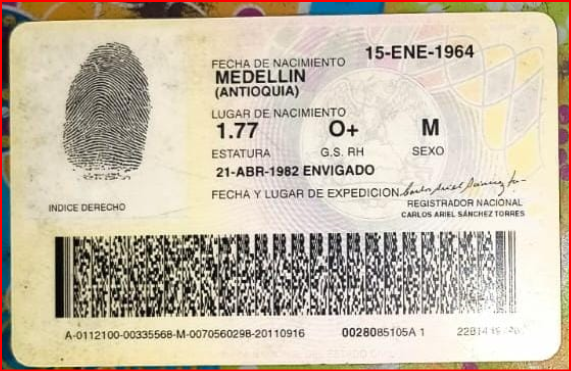 15-ENE-1964
FECHA DE NACIMIENTO
MEDELLIN
(ANTIOQUIA)
LUGAR DE NACIMIENTO
1.77 O+ M
ESTATURA G.S. RH SEXO
21-ABR-1982 ENVIGADO
FECHA Y LUGAR DE EXPEDICION
INDICE DERECHO
REGISTRADOR NACIONAL
CARLOS ARIEL SÁNCHEZ TORRES
A-0112100-00335568-M-0070560298-20110916 0028085105A 1